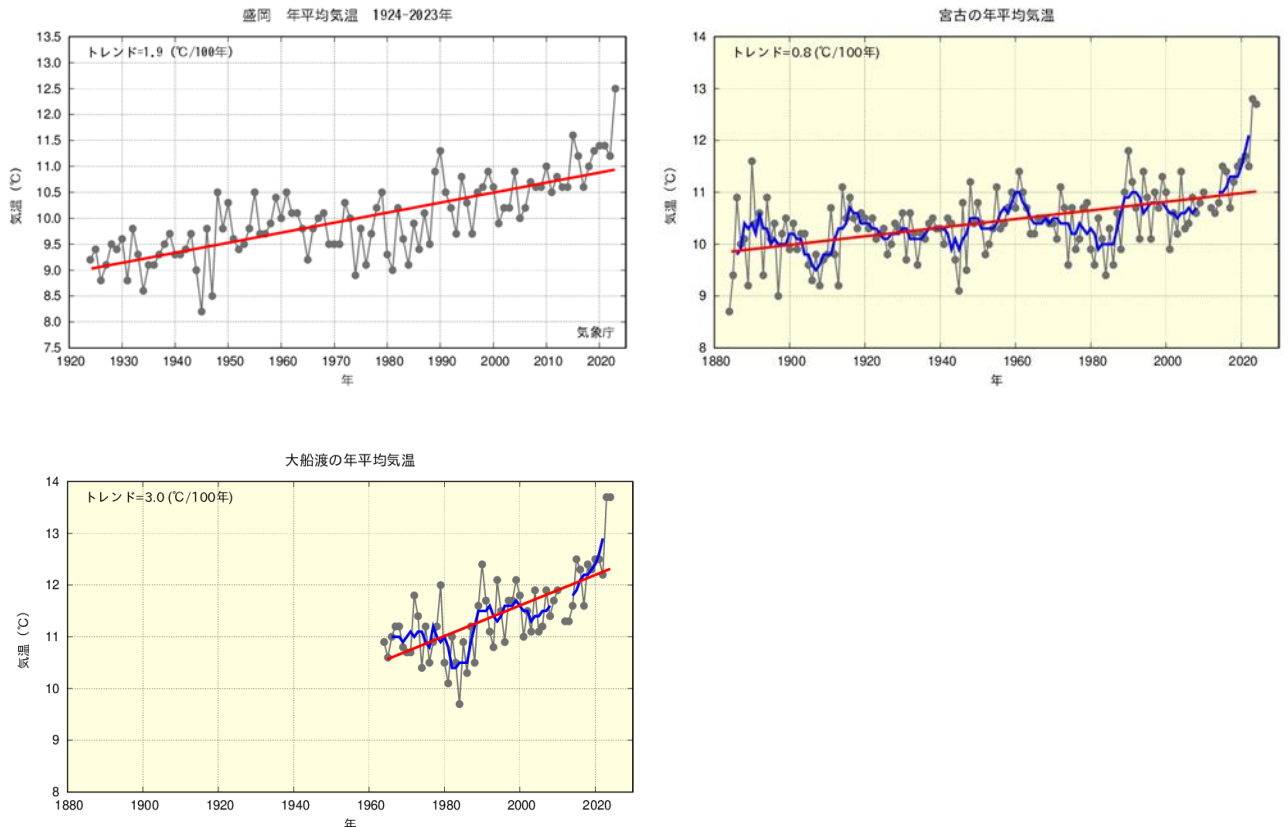 盛岡　年平均気温　1924-2023年
トレンド=1.9 (℃/100年)
13.5
13.0
12.5
12.0
11.5
11.0
10.5
10.0
9.5
9.0
8.5
8.0
7.5
気温 (℃)
気象庁
1920 1930 1940 1950 1960 1970 1980 1990 2000 2010 2020
年
宮古の年平均気温
トレンド=0.8 (℃/100年)
14
13
12
11
10
9
8
気温 (℃)
1880 1900 1920 1940 1960 1980 2000 2020
年
大船渡の年平均気温
トレンド=3.0 (℃/100年)
14
13
12
11
10
9
8
気温 (℃)
1880 1900 1920 1940 1960 1980 2000 2020
年